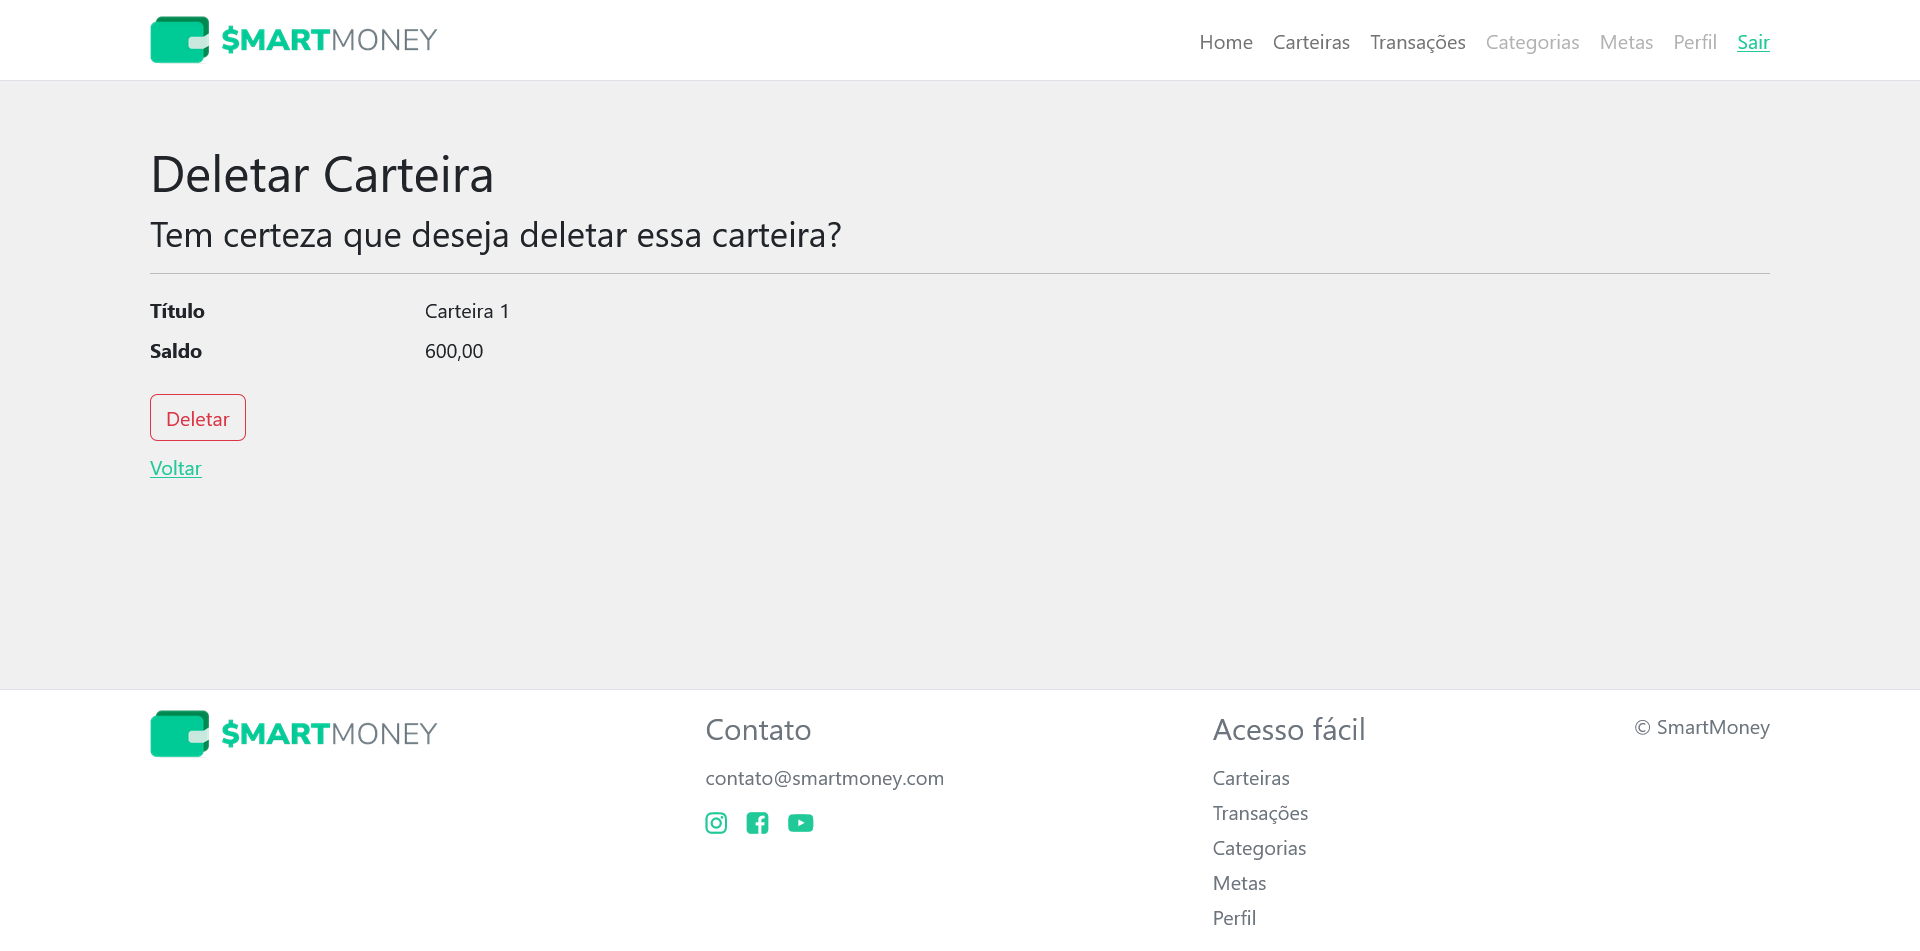 $MARTMONEY
Home Carteiras Transações Categorias Metas Perfil Sair
Deletar Carteira
Tem certeza que deseja deletar essa carteira?
Título Carteira 1
Saldo 600,00
Deletar
Voltar
$MARTMONEY
Contato
contato@smartmoney.com
Acesso fácil
Carteiras
Transações
Categorias
Metas
Perfil
© SmartMoney